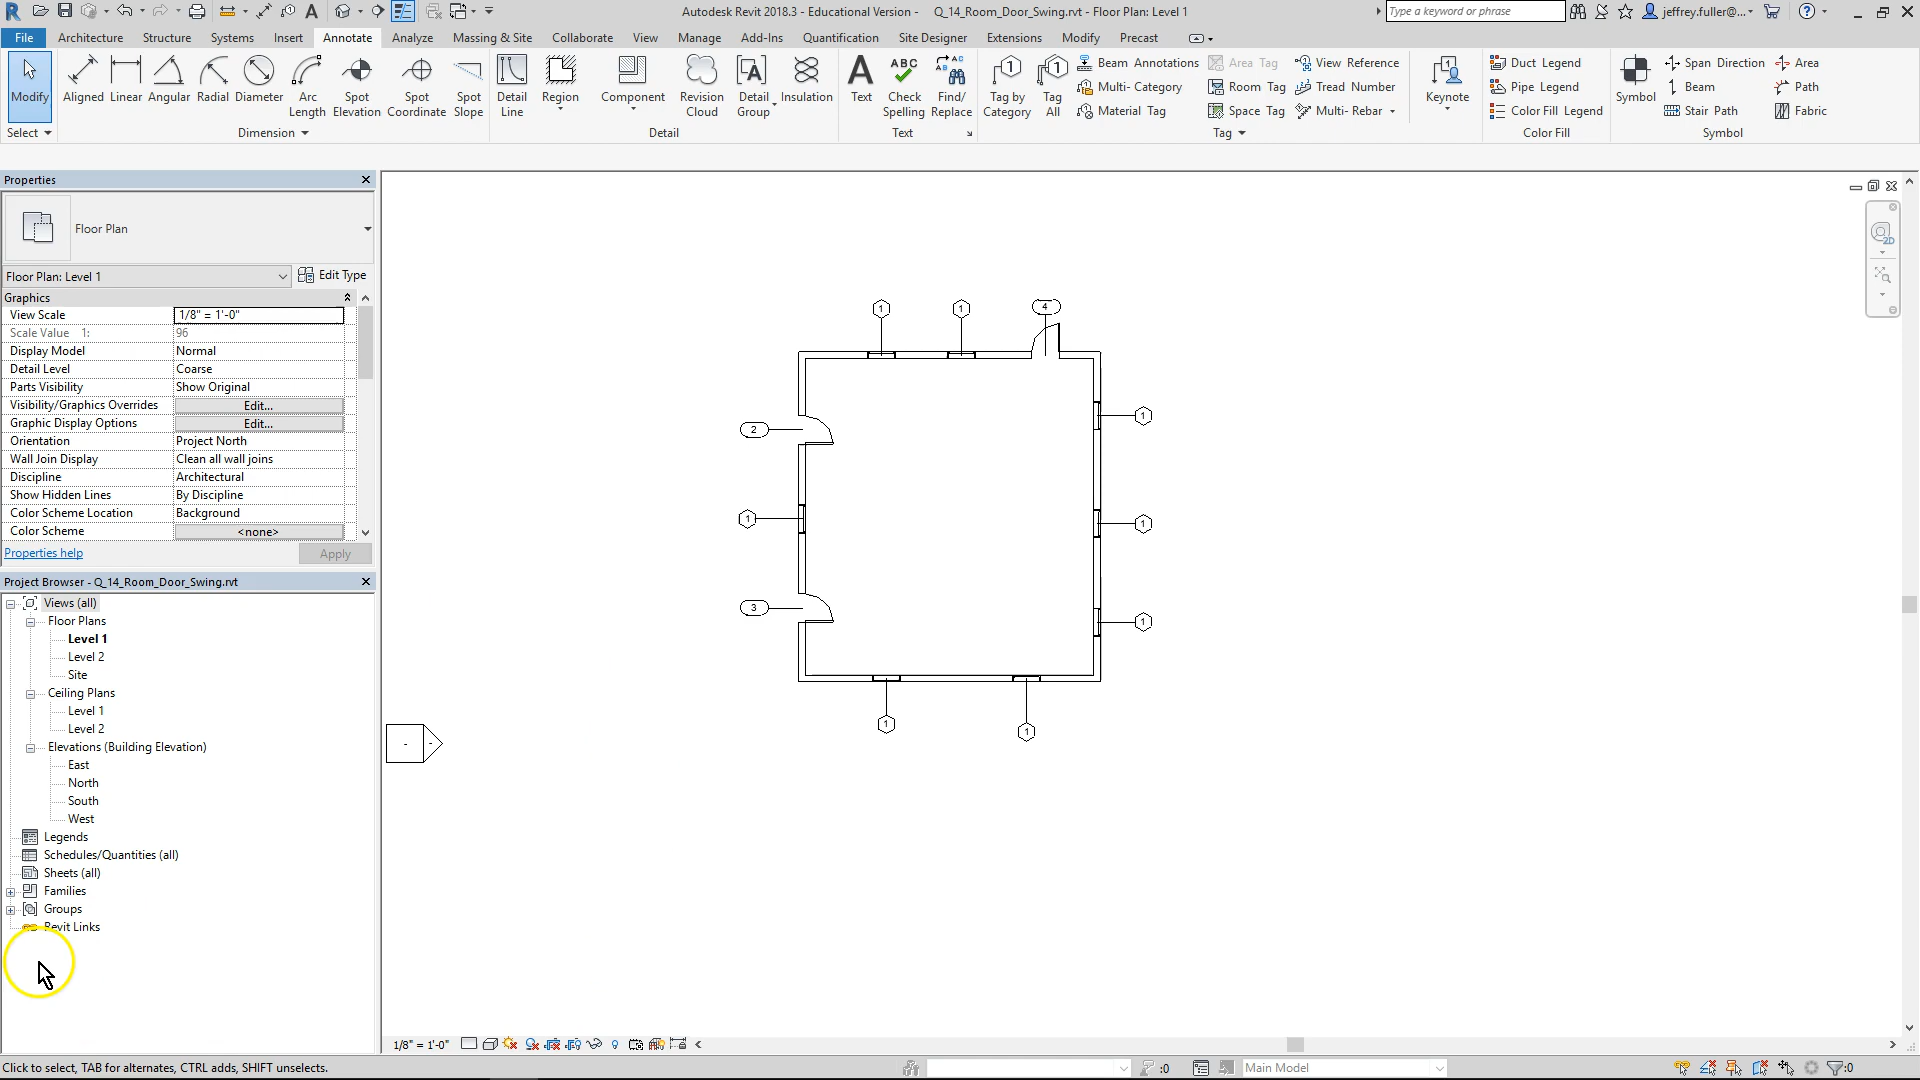 Autodesk Revit 2018.3 - Educational Version - Q_14_Room_Door_Swing.rvt - Floor Plan: Level 1
Type a keyword or phrase
jeffrey.fuller@...
File Architecture Structure Systems Insert Annotate Analyze Massing & Site Collaborate View Manage Add-Ins Quantification Site Designer Extensions Modify Precast
Modify
Select
Aligned Linear Angular Radial Diameter Arc Length Spot Elevation Spot Coordinate Spot Slope
Dimension
Detail Line Region Component Revision Cloud Detail Group Insulation
Detail
Text Check Spelling Find/ Replace
Text
Tag by Category Tag All Beam Annotations Multi- Category Material Tag Area Tag Room Tag Space Tag View Reference Tread Number Multi- Rebar
Tag
Keynote
Duct Legend
Pipe Legend
Color Fill Legend
Color Fill
Symbol Span Direction Beam Stair Path Area Path Fabric
Symbol
Properties
Floor Plan
Floor Plan: Level 1 Edit Type
Graphics
View Scale 1/8" = 1'-0"
Scale Value 1: 96
Display Model Normal
Detail Level Coarse
Parts Visibility Show Original
Visibility/Graphics Overrides Edit...
Graphic Display Options Edit...
Orientation Project North
Wall Join Display Clean all wall joins
Discipline Architectural
Show Hidden Lines By Discipline
Color Scheme Location Background
Color Scheme <none>
Properties help Apply
Project Browser - Q_14_Room_Door_Swing.rvt
Views (all)
Floor Plans
Level 1
Level 2
Site
Ceiling Plans
Level 1
Level 2
Elevations (Building Elevation)
East
North
South
West
Legends
Schedules/Quantities (all)
Sheets (all)
Families
Groups
Revit Links
1 1 4
1
2
1
1
3
1
1
1
2D
1/8" = 1'-0"
Click to select, TAB for alternates, CTRL adds, SHIFT unselects.
:0
Main Model
:0